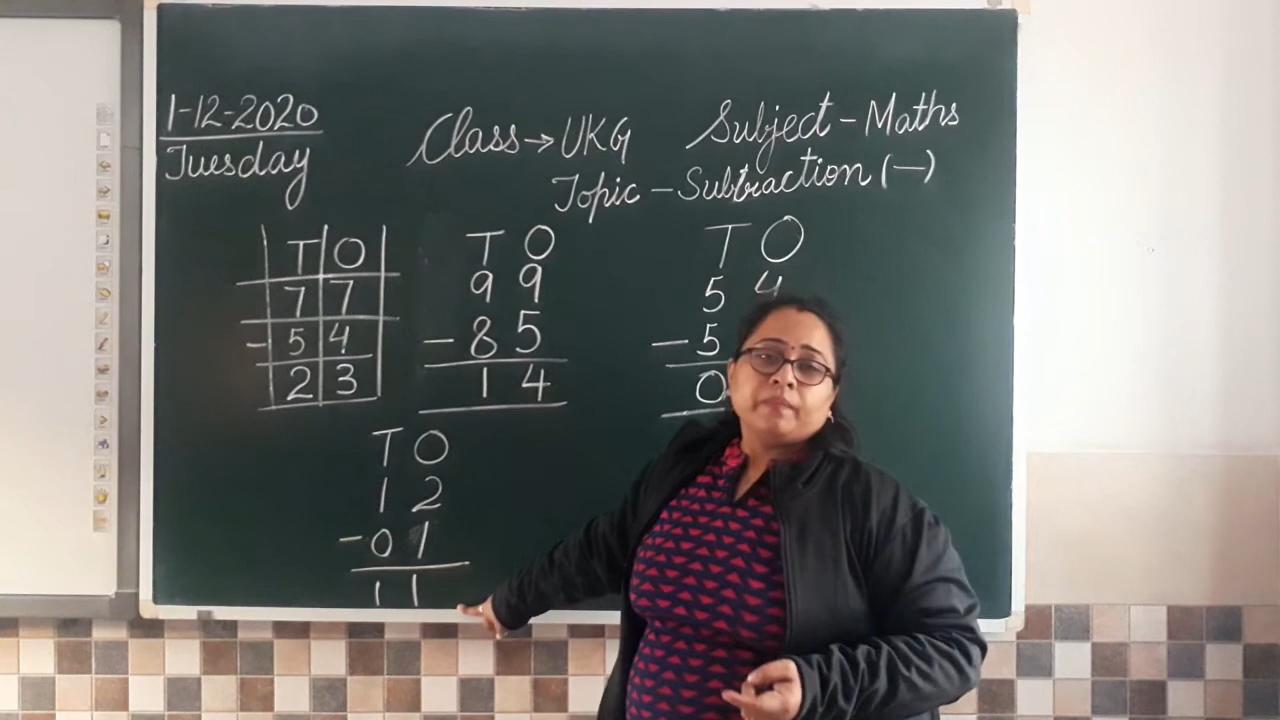 1-12-2020
Tuesday
Class → UKG
Subject - Maths
Topic - Subtraction (-)
T O
7 7
- 5 4
2 3
T O
9 9
- 8 5
1 4
T O
5 4
- 5
0
T O
1 2
- 0 1
1 1